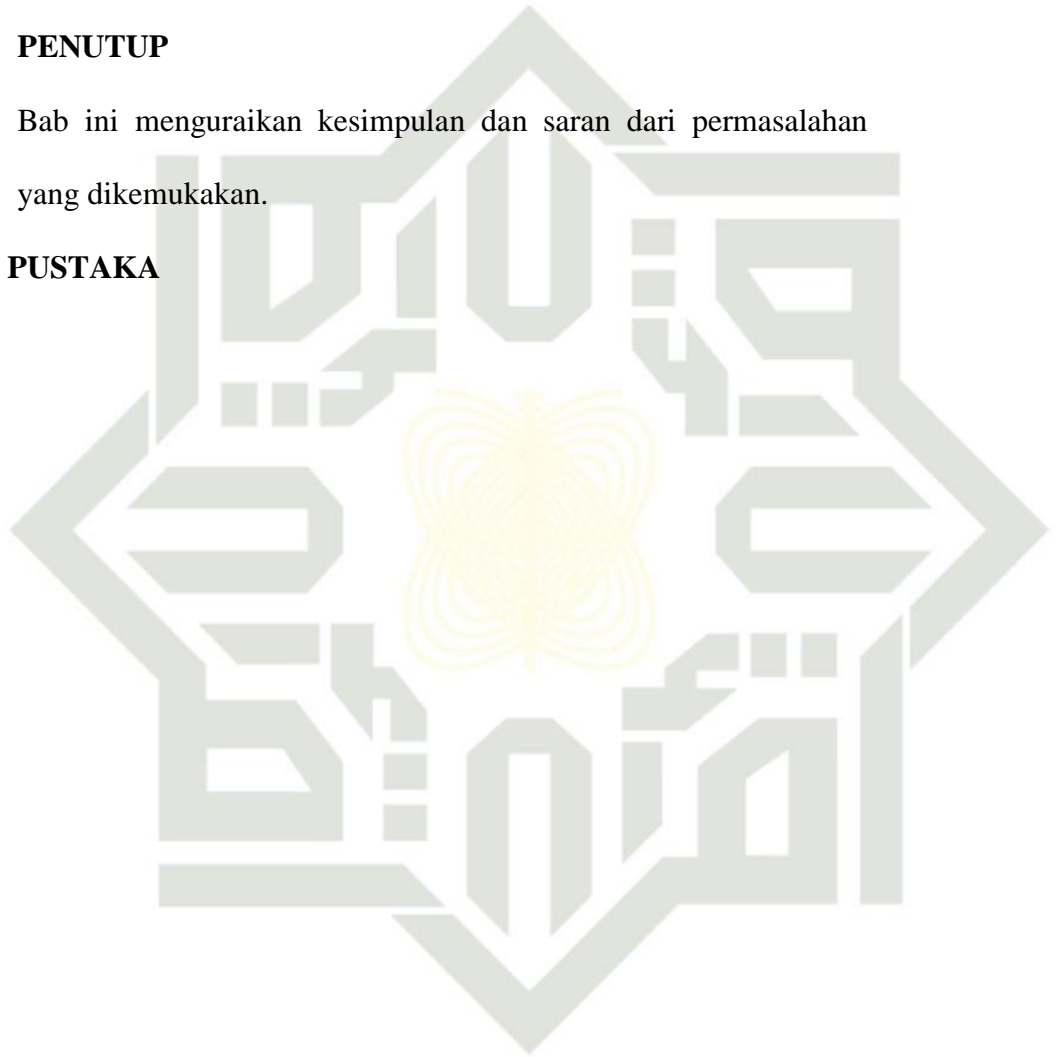 PENUTUP
Bab ini menguraikan kesimpulan dan saran dari permasalahan
yang dikemukakan.
PUSTAKA